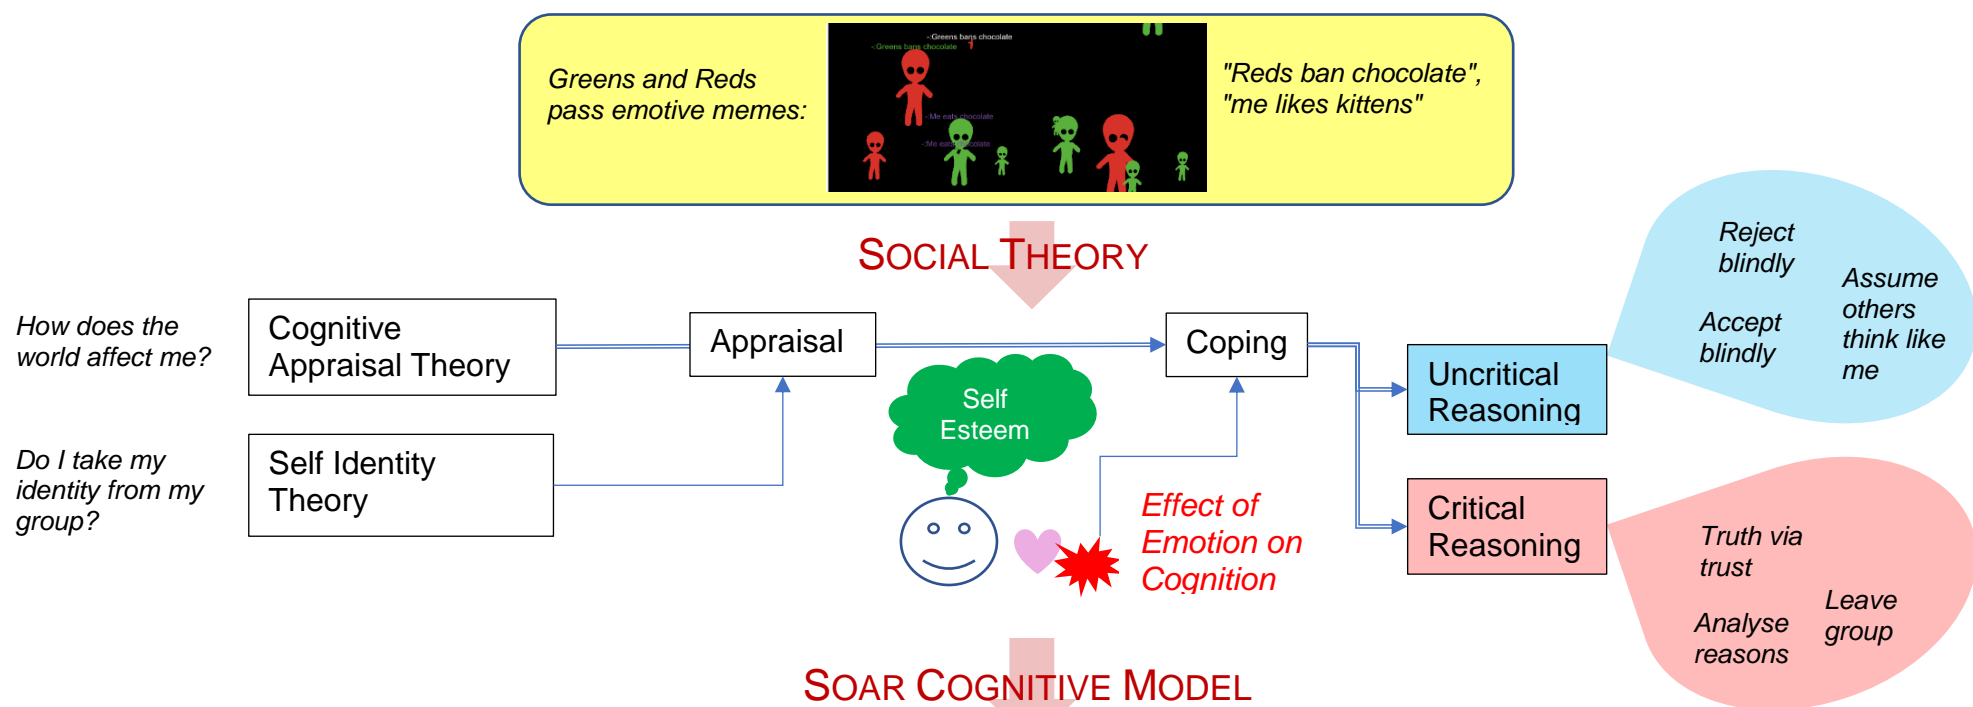 Greens and Reds
pass emotive memes:
-:Greens bans chocolate
-:Greens bans chocolate
-:Me eats chocolate
-:Me eats chocolate
"Reds ban chocolate",
"me likes kittens"
SOCIAL THEORY
How does the
world affect me?
Cognitive
Appraisal Theory
Appraisal
Coping
Do I take my
identity from my
group?
Self Identity
Theory
Self
Esteem
Effect of
Emotion on
Cognition
Uncritical
Reasoning
Reject
blindly
Accept
blindly
Assume
others
think like
me
Critical
Reasoning
Truth via
trust
Analyse
reasons
Leave
group
SOAR COGNITIVE MODEL